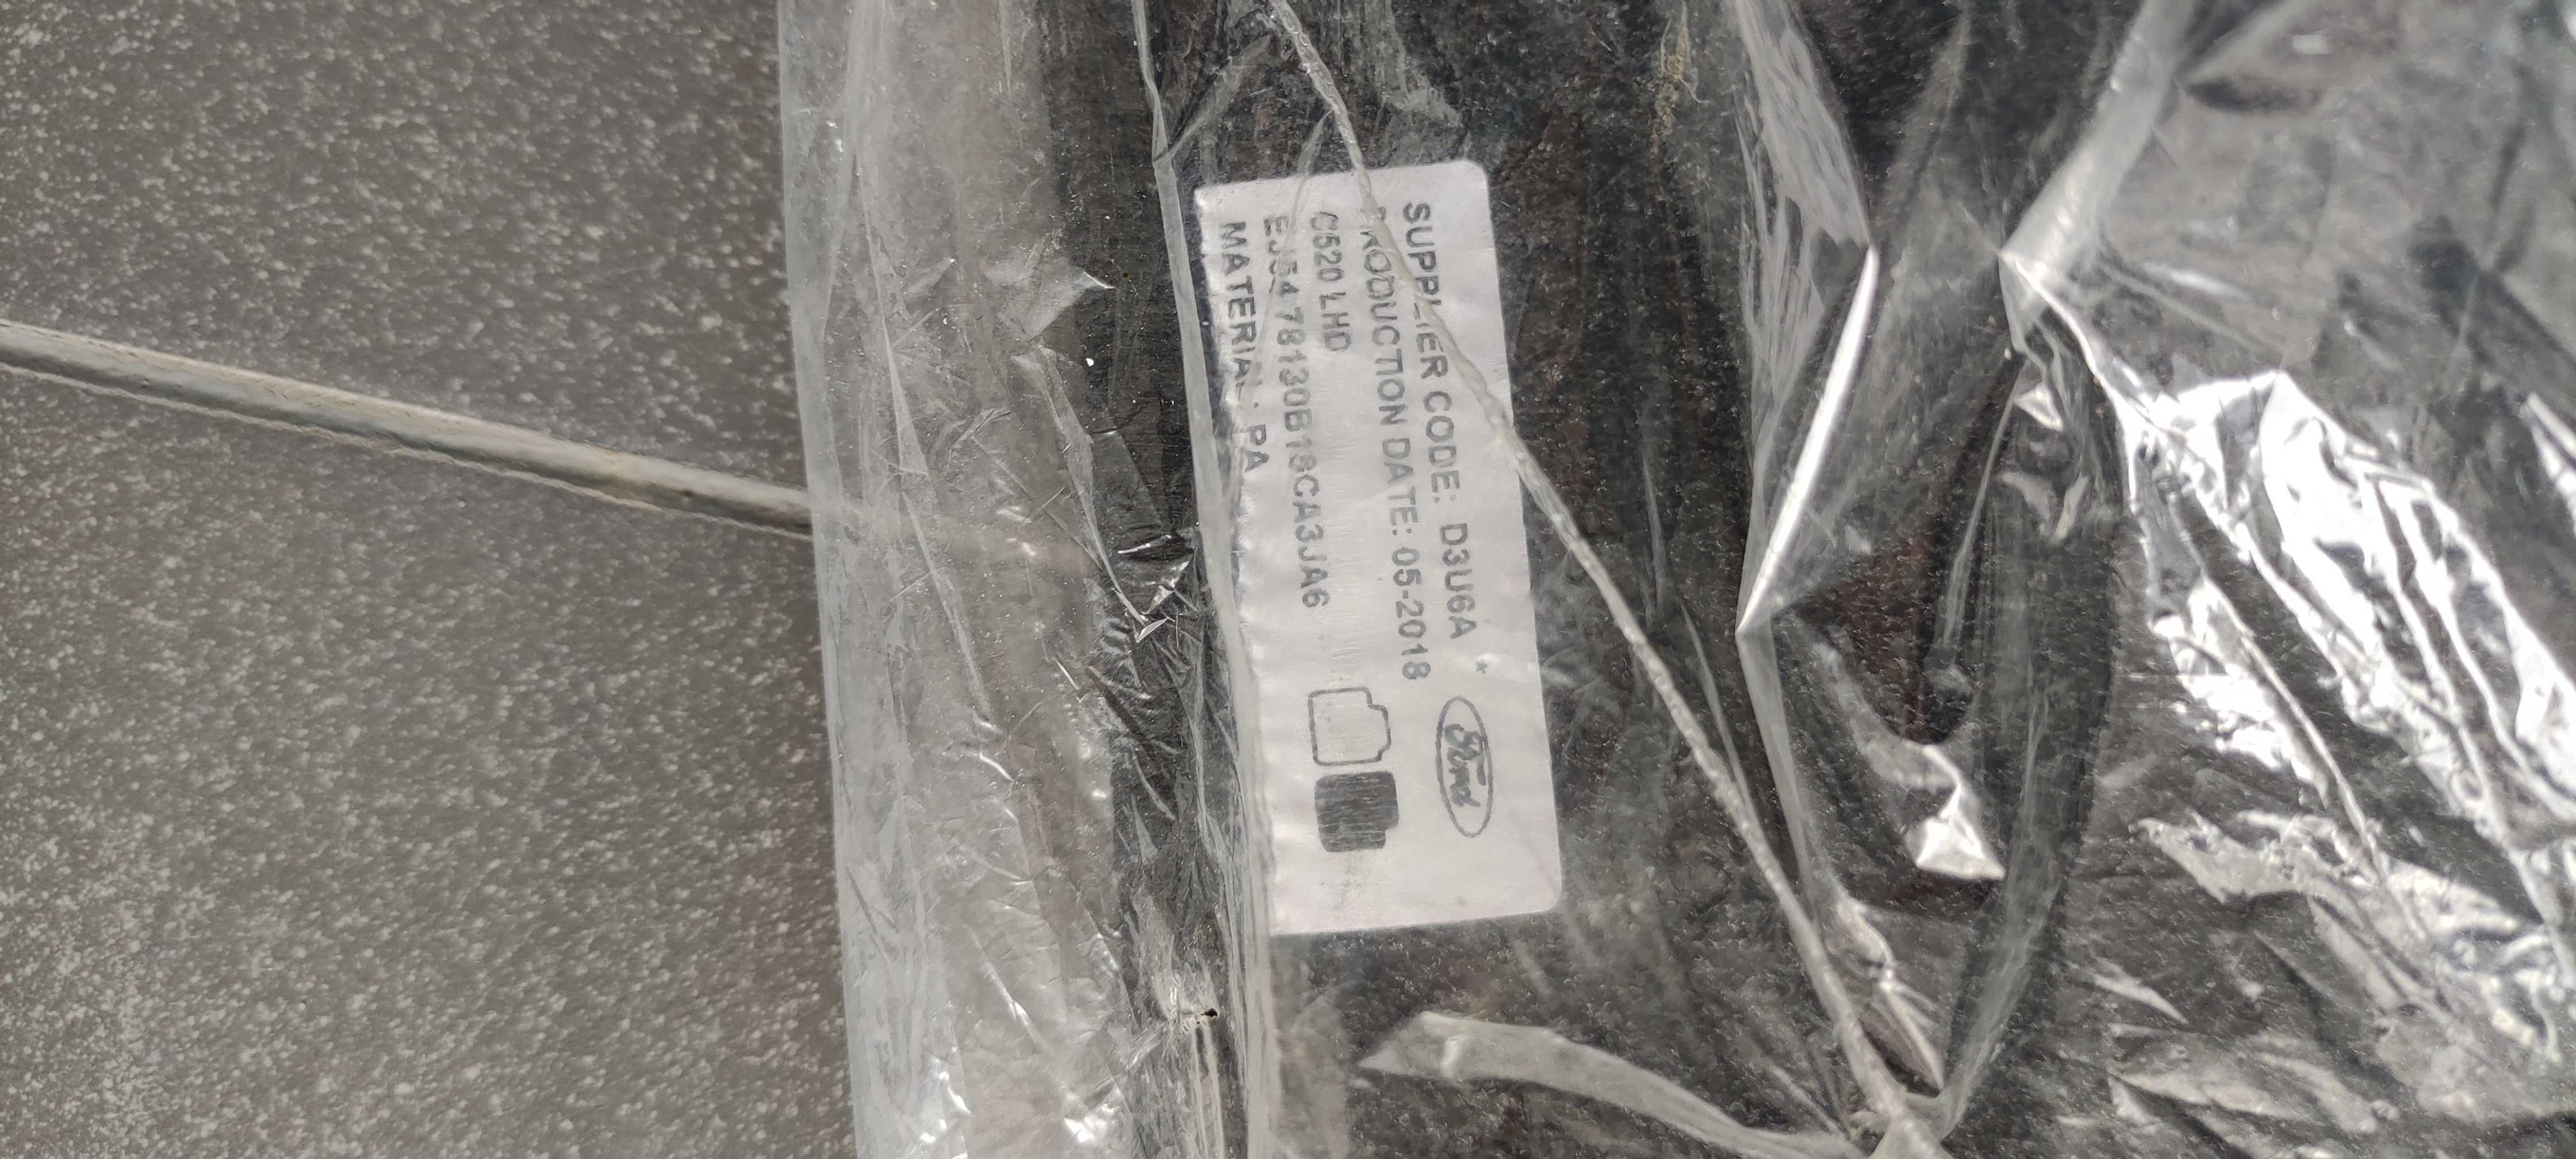 SUPPLIER CODE: D3U6A *
Ford
PRODUCTION DATE: 05-2018
C520 LHD
EJ54 78130B18CA3JA6
MATERIAL: PA